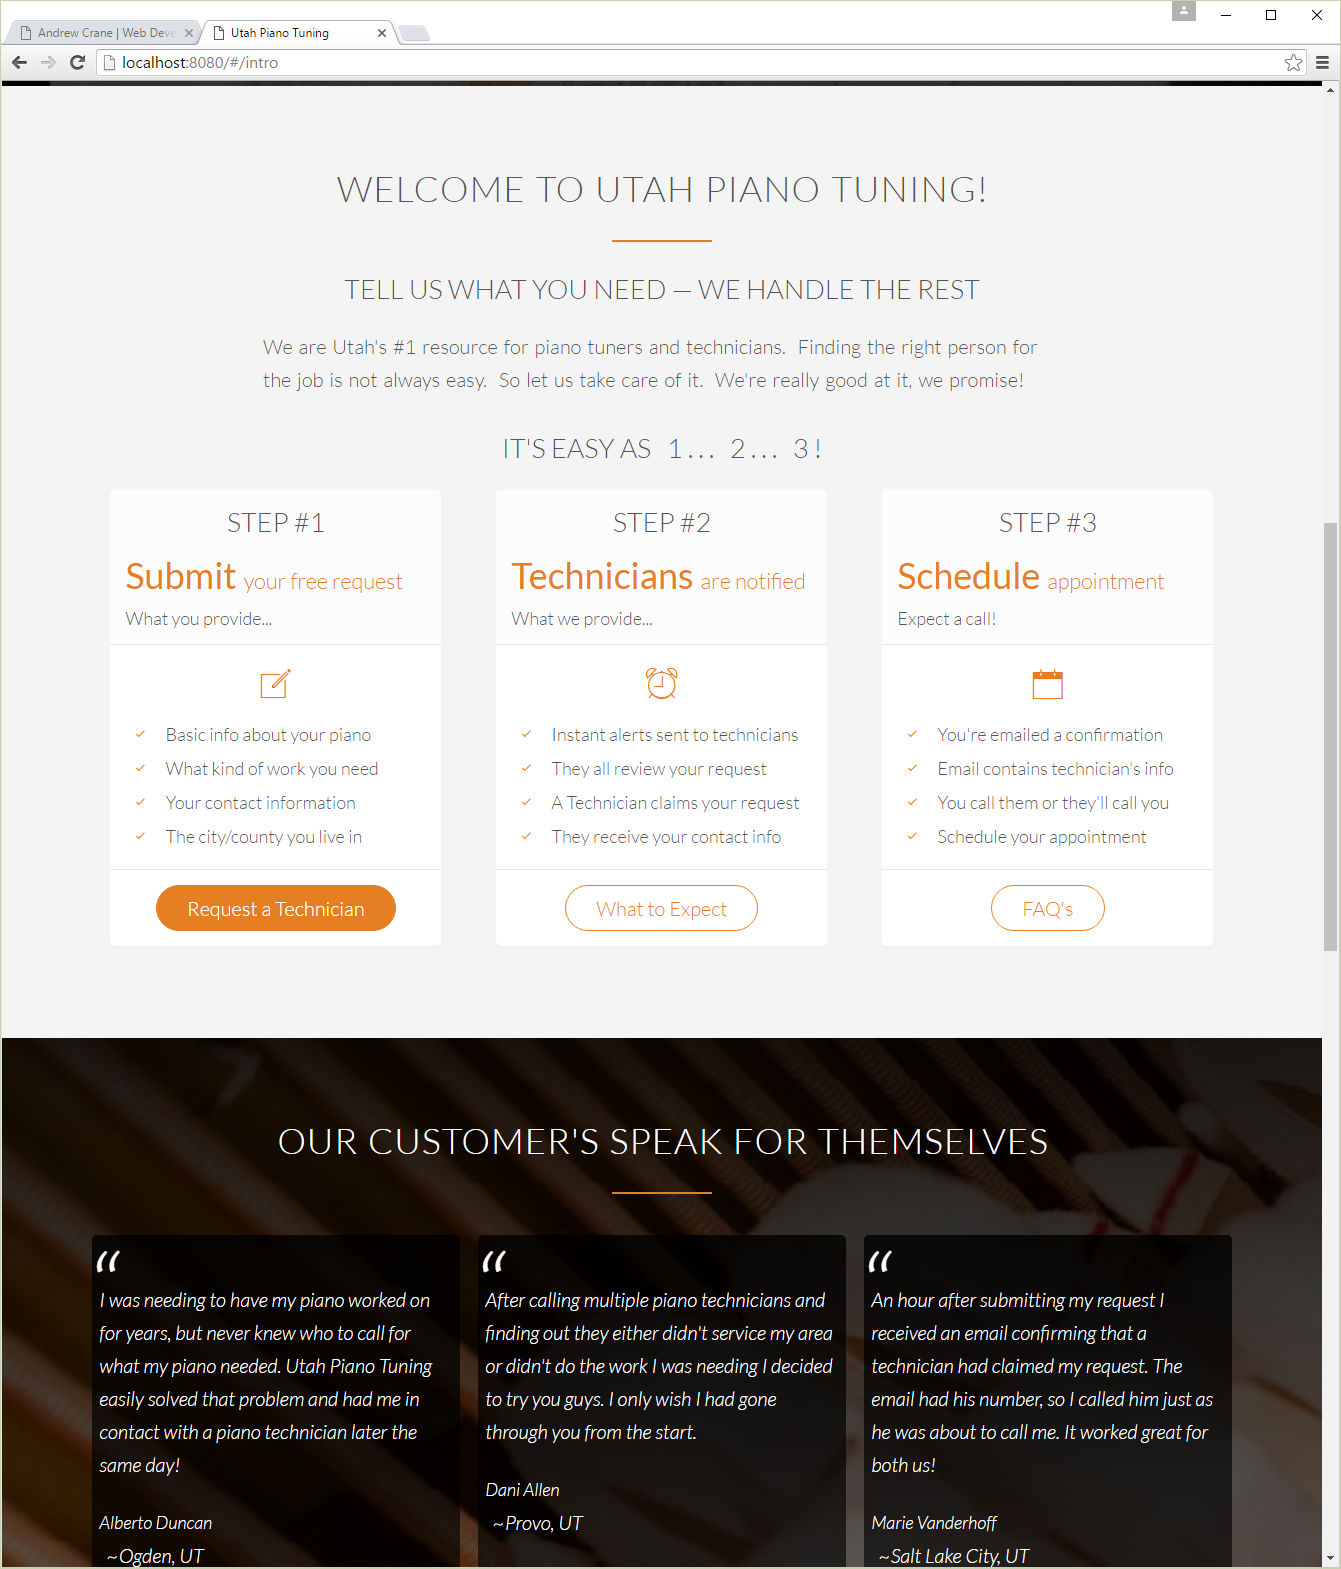 Andrew Crane | Web Deve
Utah Piano Tuning
localhost:8080/#/intro
WELCOME TO UTAH PIANO TUNING!
TELL US WHAT YOU NEED — WE HANDLE THE REST
We are Utah's #1 resource for piano tuners and technicians. Finding the right person for
the job is not always easy. So let us take care of it. We're really good at it, we promise!
IT'S EASY AS 1 . . . 2 . . . 3 !
STEP #1
Submit your free request
What you provide...
Basic info about your piano
What kind of work you need
Your contact information
The city/county you live in
Request a Technician
STEP #2
Technicians are notified
What we provide...
Instant alerts sent to technicians
They all review your request
A Technician claims your request
They receive your contact info
What to Expect
STEP #3
Schedule appointment
Expect a call!
You're emailed a confirmation
Email contains technician's info
You call them or they'll call you
Schedule your appointment
FAQ's
OUR CUSTOMER'S SPEAK FOR THEMSELVES
“
I was needing to have my piano worked on
for years, but never knew who to call for
what my piano needed. Utah Piano Tuning
easily solved that problem and had me in
contact with a piano technician later the
same day!
Alberto Duncan
~Ogden, UT
“
After calling multiple piano technicians and
finding out they either didn't service my area
or didn't do the work I was needing I decided
to try you guys. I only wish I had gone
through you from the start.
Dani Allen
~Provo, UT
“
An hour after submitting my request I
received an email confirming that a
technician had claimed my request. The
email had his number, so I called him just as
he was about to call me. It worked great for
both us!
Marie Vanderhoff
~Salt Lake City, UT